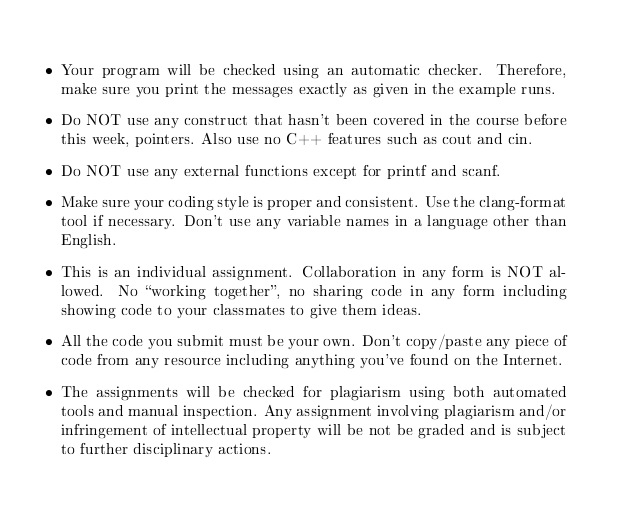 • Your program will be checked using an automatic checker. Therefore,
make sure you print the messages exactly as given in the example runs.
• Do NOT use any construct that hasn't been covered in the course before
this week, pointers. Also use no C++ features such as cout and cin.
• Do NOT use any external functions except for printf and scanf.
• Make sure your coding style is proper and consistent. Use the clang-format
tool if necessary. Don't use any variable names in a language other than
English.
• This is an individual assignment. Collaboration in any form is NOT al-
lowed. No “working together”, no sharing code in any form including
showing code to your classmates to give them ideas.
• All the code you submit must be your own. Don't copy/paste any piece of
code from any resource including anything you've found on the Internet.
• The assignments will be checked for plagiarism using both automated
tools and manual inspection. Any assignment involving plagiarism and/or
infringement of intellectual property will be not be graded and is subject
to further disciplinary actions.